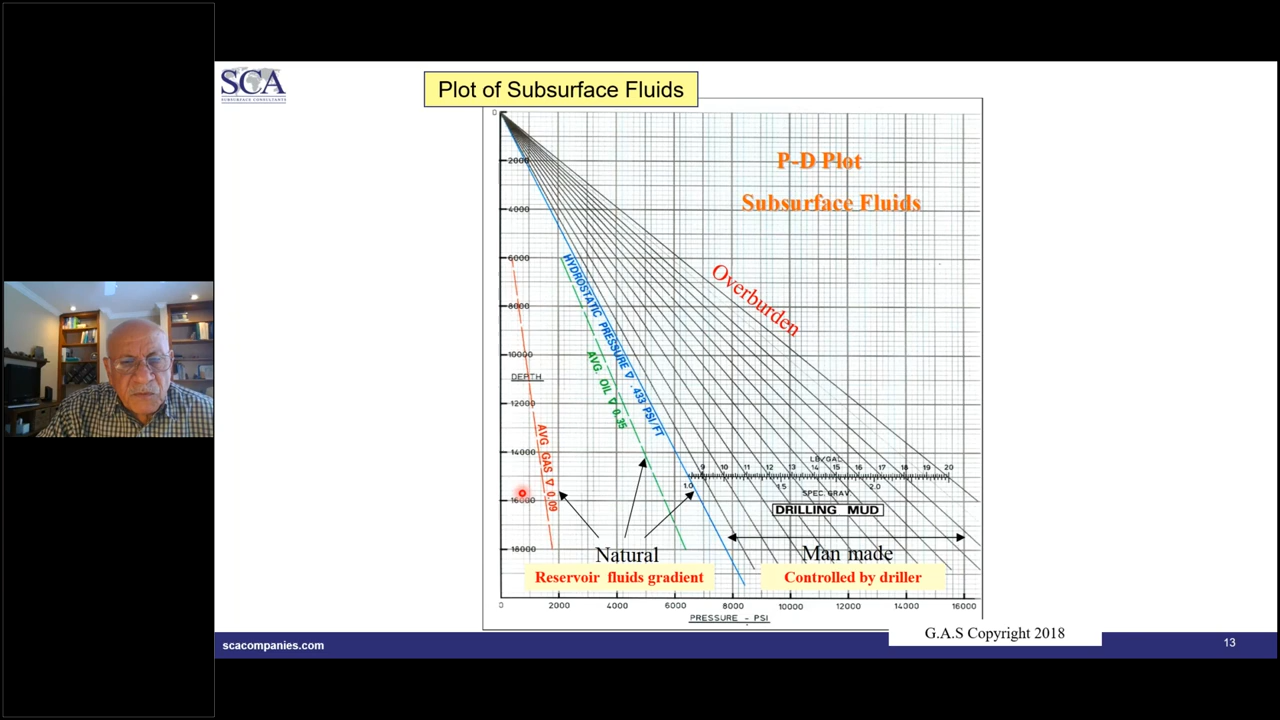 SCA
SUBSURFACE CONSULTANTS
Plot of Subsurface Fluids
P-D Plot
Subsurface Fluids
Overburden
0
2000
4000
6000
8000
10000
DEPTH
12000
14000
16000
18000
HYDROSTATIC PRESSURE ∇ .433 PSI/FT
AVG. OIL ∇ 0.35
AVG GAS ∇ 0.09
LB/GAL
9 10 11 12 13 14 15 16 17 18 19 20
1.0 1.5 2.0
SPEC. GRAV.
DRILLING MUD
Natural
Man made
Reservoir fluids gradient
Controlled by driller
0 2000 4000 6000 8000 10000 12000 14000 16000
PRESSURE - PSI
G.A.S Copyright 2018
scacompanies.com
13